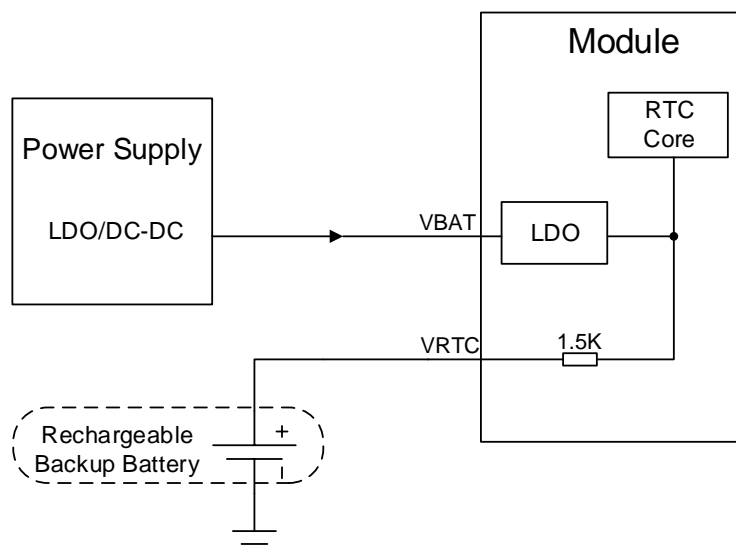 Module
RTC
Core
Power Supply
LDO/DC-DC
VBAT
LDO
VRTC
1.5K
Rechargeable
Backup Battery
+